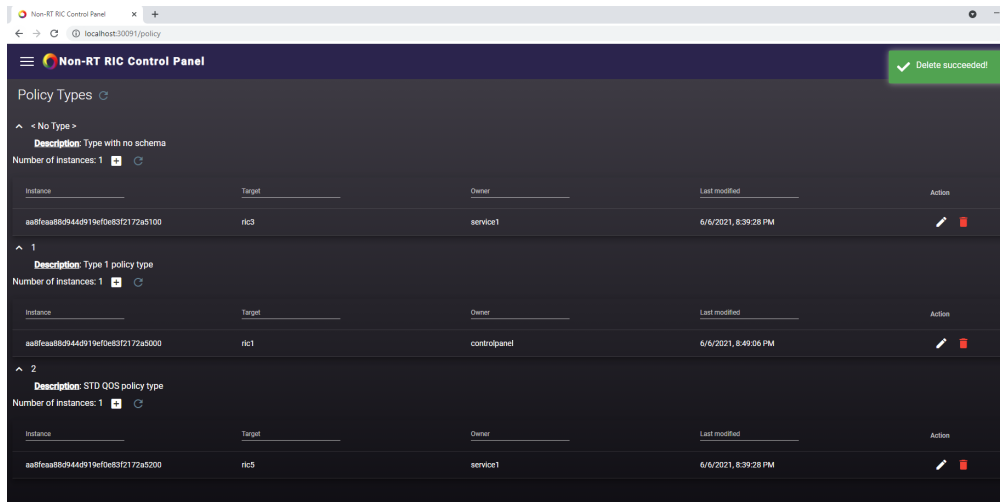 Non-RT RIC Control Panel
localhost:30091/policy
Non-RT RIC Control Panel
Delete succeeded!
Policy Types
< No Type >
Description: Type with no schema
Number of instances: 1
Instance Target Owner Last modified Action
aa8feaa88d944d919ef0e83f2172a5100 ric3 service1 6/6/2021, 8:39:28 PM
1
Description: Type 1 policy type
Number of instances: 1
Instance Target Owner Last modified Action
aa8feaa88d944d919ef0e83f2172a5000 ric1 controlpanel 6/6/2021, 8:49:06 PM
2
Description: STD QOS policy type
Number of instances: 1
Instance Target Owner Last modified Action
aa8feaa88d944d919ef0e83f2172a5200 ric5 service1 6/6/2021, 8:39:28 PM